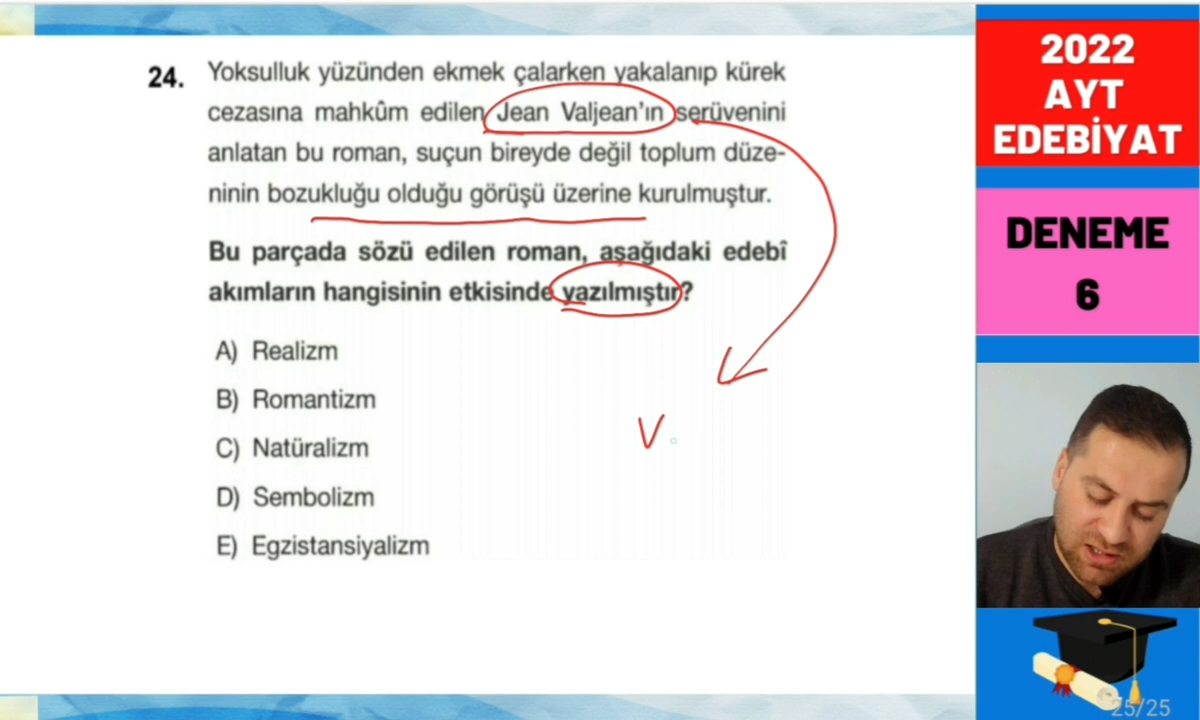 24. Yoksulluk yüzünden ekmek çalarken yakalanıp kürek
cezasına mahkûm edilen Jean Valjean'ın serüvenini
anlatan bu roman, suçun bireyde değil toplum düze-
ninin bozukluğu olduğu görüşü üzerine kurulmuştur.
Bu parçada sözü edilen roman, aşağıdaki edebî
akımların hangisinin etkisinde yazılmıştır?
A) Realizm
B) Romantizm
C) Natüralizm
D) Sembolizm
E) Egzistansiyalizm
V
2022
AYT
EDEBİYAT
DENEME
6
25/25